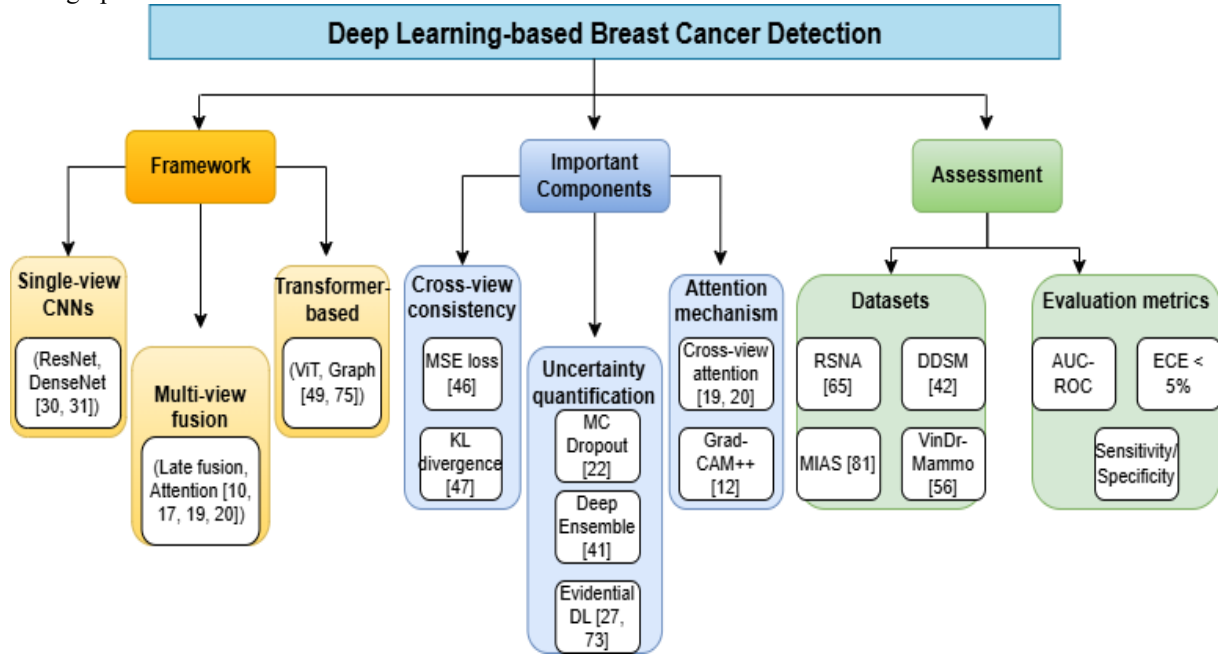 Deep Learning-based Breast Cancer Detection
Framework
Important
Components
Assessment
Single-view
CNNs
(ResNet,
DenseNet
[30, 31])
Multi-view
fusion
(Late fusion,
Attention [10,
17, 19, 20])
Transformer-
based
(ViT, Graph
[49, 75])
Cross-view
consistency
MSE loss
[46]
KL
divergence
[47]
Uncertainty
quantification
MC
Dropout
[22]
Deep
Ensemble
[41]
Evidential
DL [27,
73]
Attention
mechanism
Cross-view
attention
[19, 20]
Grad-
CAM++
[12]
Datasets
RSNA
[65]
DDSM
[42]
MIAS [81]
VinDr-
Mammo
[56]
Evaluation metrics
AUC-
ROC
ECE <
5%
Sensitivity/
Specificity